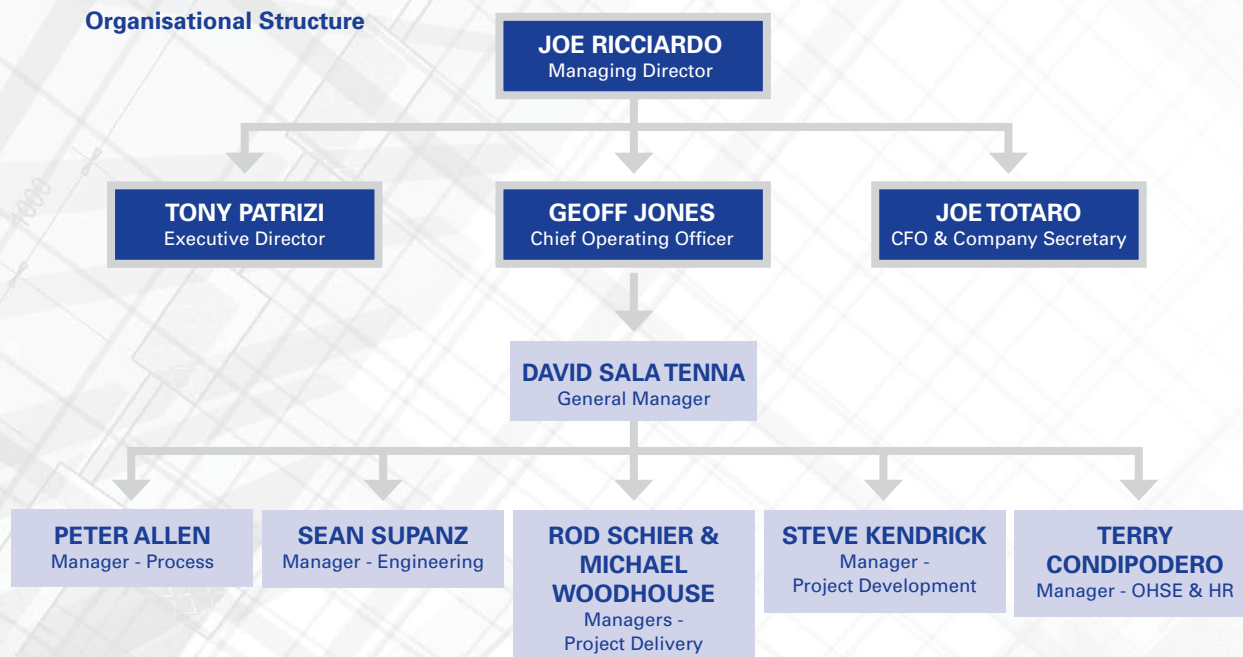 Organisational Structure
JOE RICCIARDO
Managing Director
TONY PATRIZI
Executive Director
GEOFF JONES
Chief Operating Officer
JOE TOTARO
CFO & Company Secretary
DAVID SALA TENNA
General Manager
PETER ALLEN
Manager - Process
SEAN SUPANZ
Manager - Engineering
ROD SCHIER &
MICHAEL
WOODHOUSE
Managers -
Project Delivery
STEVE KENDRICK
Manager -
Project Development
TERRY
CONDIPODERO
Manager - OHSE & HR
1000